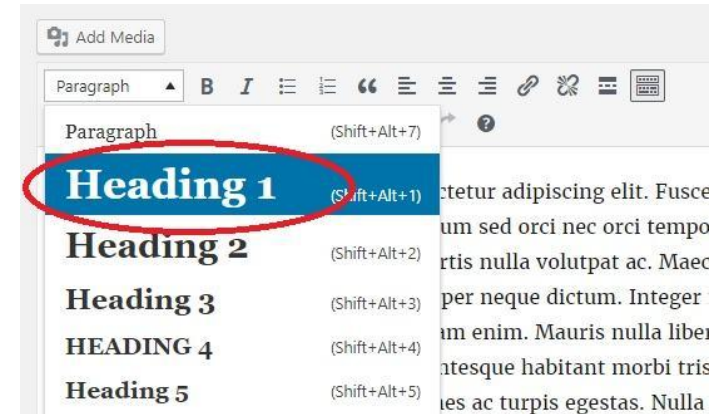 Add Media
Paragraph
Paragraph (Shift+Alt+7)
Heading 1 (Shift+Alt+1)
Heading 2 (Shift+Alt+2)
Heading 3 (Shift+Alt+3)
HEADING 4 (Shift+Alt+4)
Heading 5 (Shift+Alt+5)
ctetur adipiscing elit. Fusce
um sed orci nec orci tempo
rtis nulla volutpat ac. Maec
per neque dictum. Integer
am enim. Mauris nulla liber
ntesque habitant morbi tris
es ac turpis egestas. Nulla